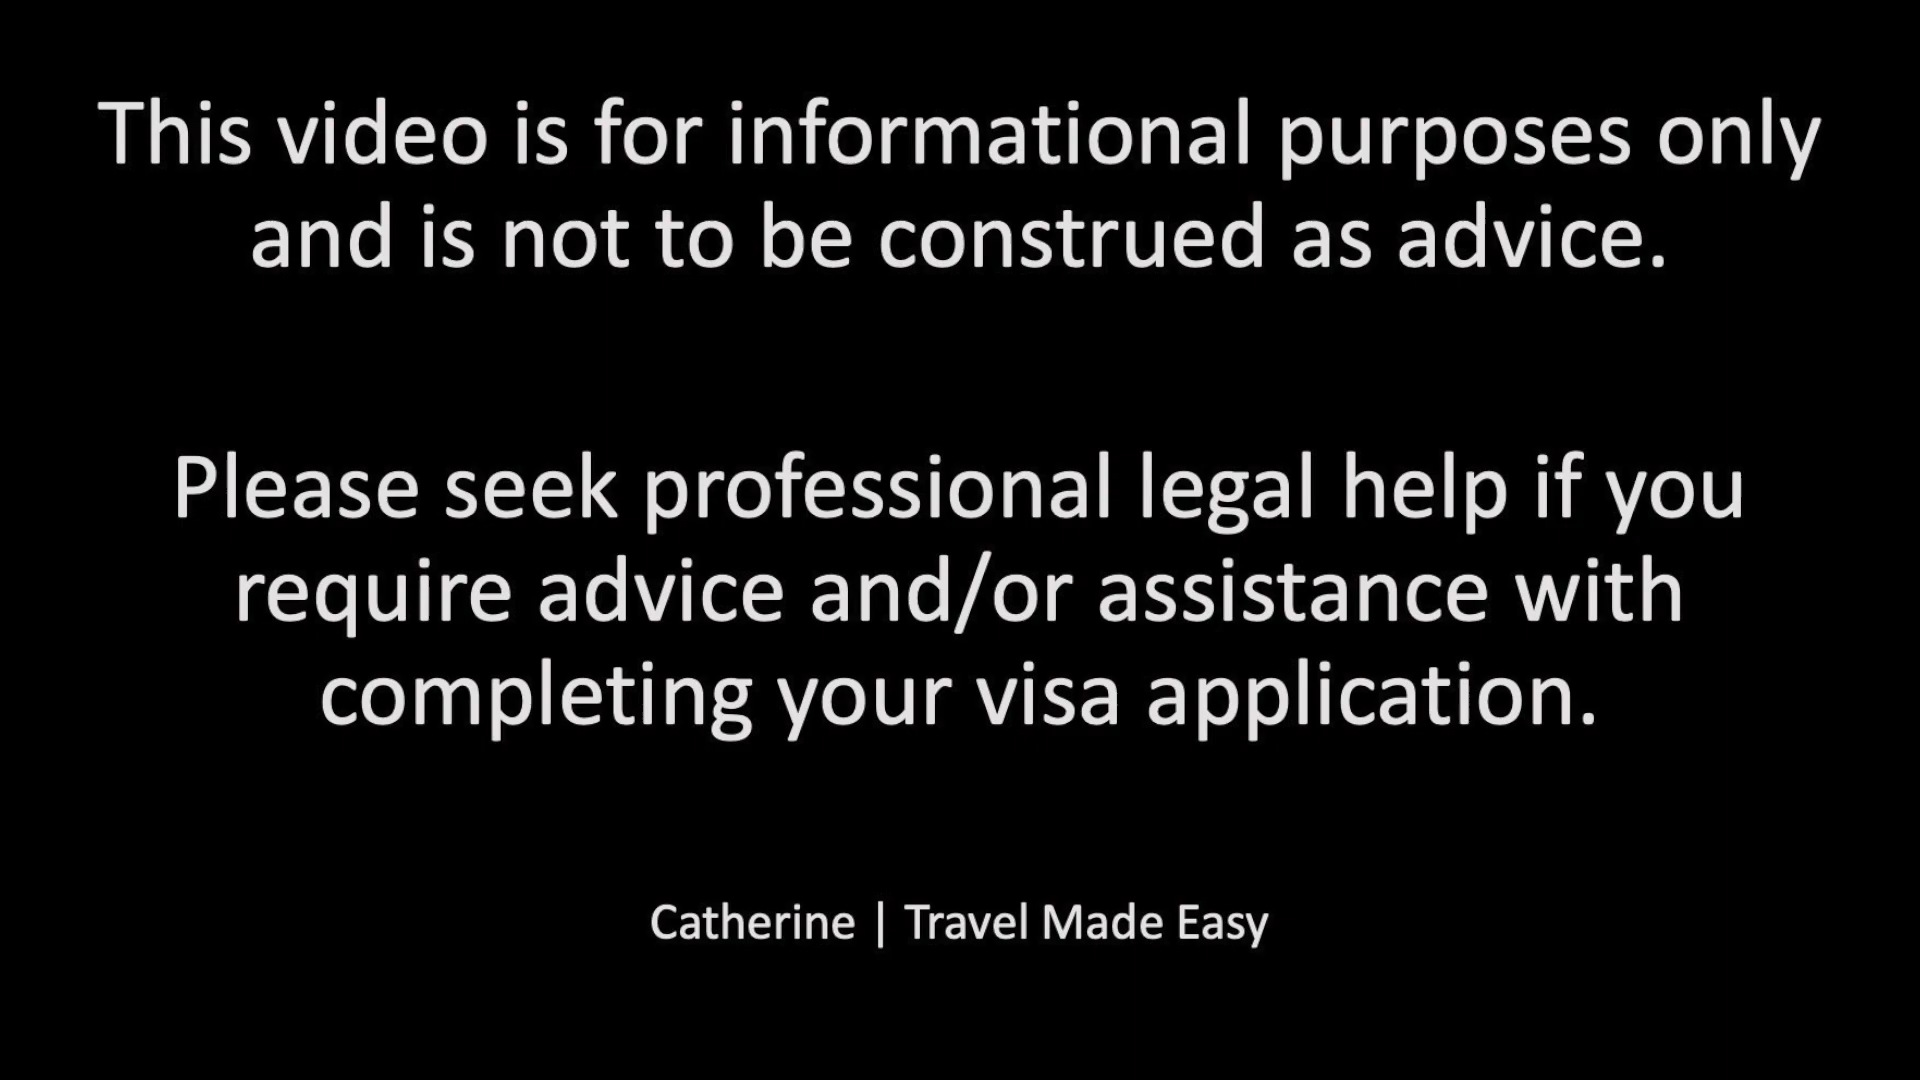 This video is for informational purposes only
and is not to be construed as advice.
Please seek professional legal help if you
require advice and/or assistance with
completing your visa application.
Catherine | Travel Made Easy